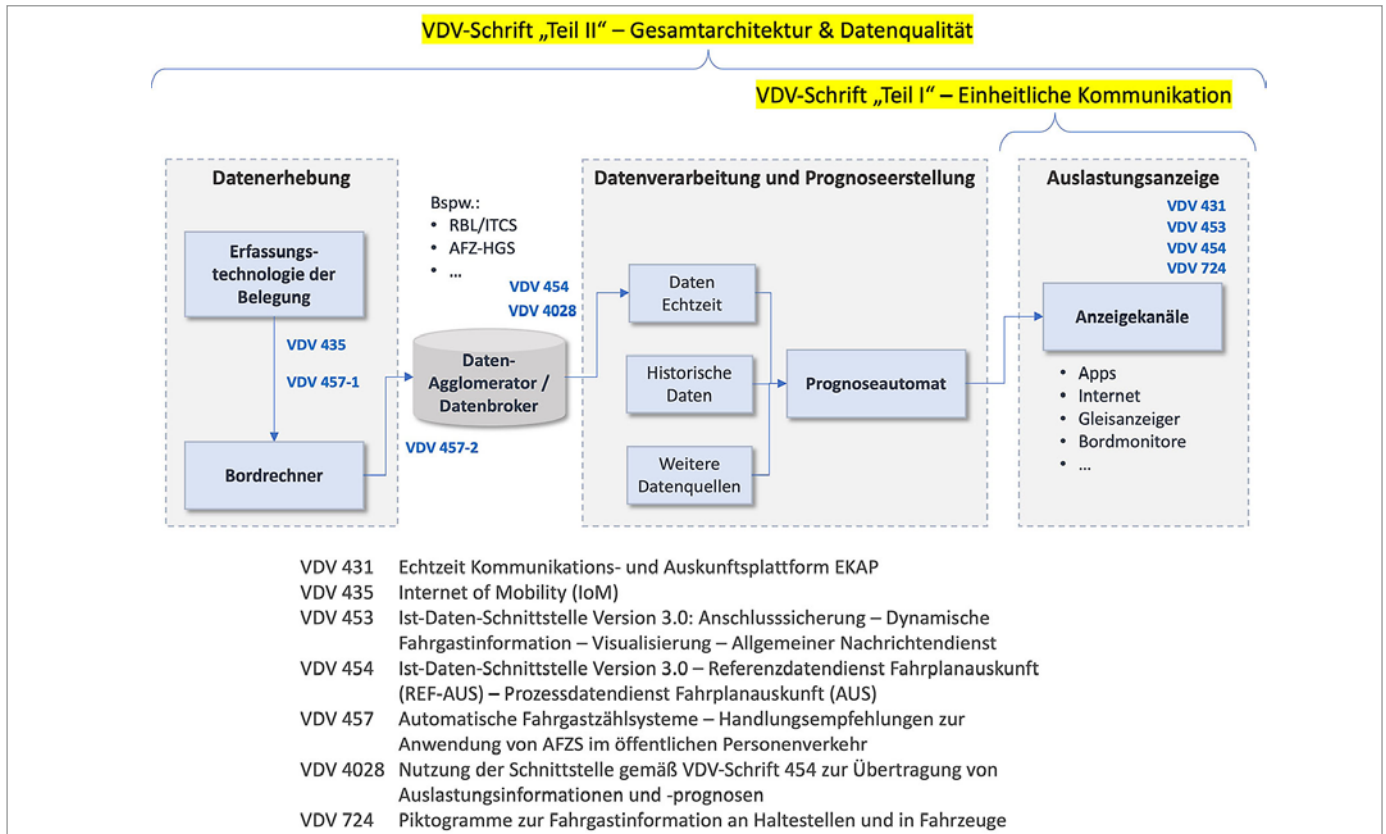 VDV-Schrift „Teil II“ – Gesamtarchitektur & Datenqualität
VDV-Schrift „Teil I“ – Einheitliche Kommunikation
Datenerhebung
Erfassungs-
technologie der
Belegung
VDV 435
VDV 457-1
Bordrechner
Bspw.:
• RBL/ITCS
• AFZ-HGS
• ...
VDV 454
VDV 4028
Daten-
Agglomerator /
Datenbroker
VDV 457-2
Datenverarbeitung und Prognoseerstellung
Daten
Echtzeit
Historische
Daten
Weitere
Datenquellen
Prognoseautomat
Auslastungsanzeige
VDV 431
VDV 453
VDV 454
VDV 724
Anzeigekanäle
• Apps
• Internet
• Gleisanzeiger
• Bordmonitore
• ...
VDV 431 Echtzeit Kommunikations- und Auskunftsplattform EKAP
VDV 435 Internet of Mobility (IoM)
VDV 453 Ist-Daten-Schnittstelle Version 3.0: Anschlusssicherung – Dynamische
Fahrgastinformation – Visualisierung – Allgemeiner Nachrichtendienst
VDV 454 Ist-Daten-Schnittstelle Version 3.0 – Referenzdatendienst Fahrplanauskunft
(REF-AUS) – Prozessdatendienst Fahrplanauskunft (AUS)
VDV 457 Automatische Fahrgastzählsysteme – Handlungsempfehlungen zur
Anwendung von AFZS im öffentlichen Personenverkehr
VDV 4028 Nutzung der Schnittstelle gemäß VDV-Schrift 454 zur Übertragung von
Auslastungsinformationen und -prognosen
VDV 724 Piktogramme zur Fahrgastinformation an Haltestellen und in Fahrzeuge